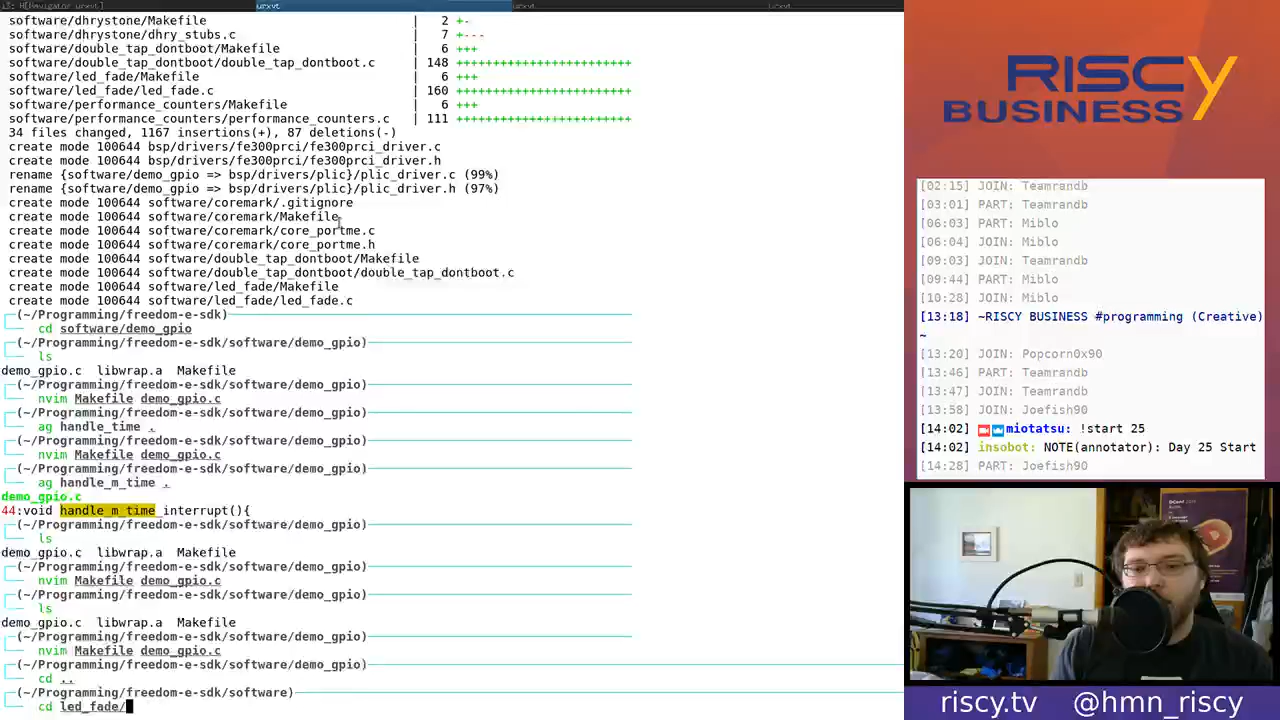 urxvt
urxvt
urxvt
software/dhrystone/Makefile | 2 +-
software/dhrystone/dhry_stubs.c | 7 +---
software/double_tap_dontboot/Makefile | 6 +++
software/double_tap_dontboot/double_tap_dontboot.c | 148 ++++++++++++++++++++++++++
software/led_fade/Makefile | 6 +++
software/led_fade/led_fade.c | 160 ++++++++++++++++++++++++++
software/performance_counters/Makefile | 6 +++
software/performance_counters/performance_counters.c | 111 ++++++++++++++++++++++++++
34 files changed, 1167 insertions(+), 87 deletions(-)
create mode 100644 bsp/drivers/fe300prci/fe300prci_driver.c
create mode 100644 bsp/drivers/fe300prci/fe300prci_driver.h
rename {software/demo_gpio => bsp/drivers/plic}/plic_driver.c (99%)
rename {software/demo_gpio => bsp/drivers/plic}/plic_driver.h (97%)
create mode 100644 software/coremark/.gitignore
create mode 100644 software/coremark/Makefile
create mode 100644 software/coremark/core_portme.c
create mode 100644 software/coremark/core_portme.h
create mode 100644 software/double_tap_dontboot/Makefile
create mode 100644 software/double_tap_dontboot/double_tap_dontboot.c
create mode 100644 software/led_fade/Makefile
create mode 100644 software/led_fade/led_fade.c
(~/Programming/freedom-e-sdk)
cd software/demo_gpio
(~/Programming/freedom-e-sdk/software/demo_gpio)
ls
demo_gpio.c libwrap.a Makefile
(~/Programming/freedom-e-sdk/software/demo_gpio)
nvim Makefile demo_gpio.c
(~/Programming/freedom-e-sdk/software/demo_gpio)
ag handle_time .
(~/Programming/freedom-e-sdk/software/demo_gpio)
nvim Makefile demo_gpio.c
(~/Programming/freedom-e-sdk/software/demo_gpio)
ag handle_m_time .
demo_gpio.c
44:void handle_m_time_interrupt(){
(~/Programming/freedom-e-sdk/software/demo_gpio)
ls
demo_gpio.c libwrap.a Makefile
(~/Programming/freedom-e-sdk/software/demo_gpio)
nvim Makefile demo_gpio.c
(~/Programming/freedom-e-sdk/software/demo_gpio)
ls
demo_gpio.c libwrap.a Makefile
(~/Programming/freedom-e-sdk/software/demo_gpio)
nvim Makefile demo_gpio.c
(~/Programming/freedom-e-sdk/software/demo_gpio)
cd ..
(~/Programming/freedom-e-sdk/software)
cd led_fade/
RISCY
BUSINESS
[02:15] JOIN: Teamrandb
[03:01] PART: Teamrandb
[06:03] PART: Miblo
[06:04] JOIN: Miblo
[09:03] JOIN: Teamrandb
[09:44] PART: Miblo
[10:28] JOIN: Miblo
[13:18] ~RISCY BUSINESS #programming (Creative)
~
[13:20] JOIN: Popcorn0x90
[13:46] PART: Teamrandb
[13:47] JOIN: Teamrandb
[13:58] JOIN: Joefish90
[14:02] miotatsu: !start 25
[14:02] insobot: NOTE(annotator): Day 25 Start
[14:28] PART: Joefish90
riscy.tv @hmn_riscy